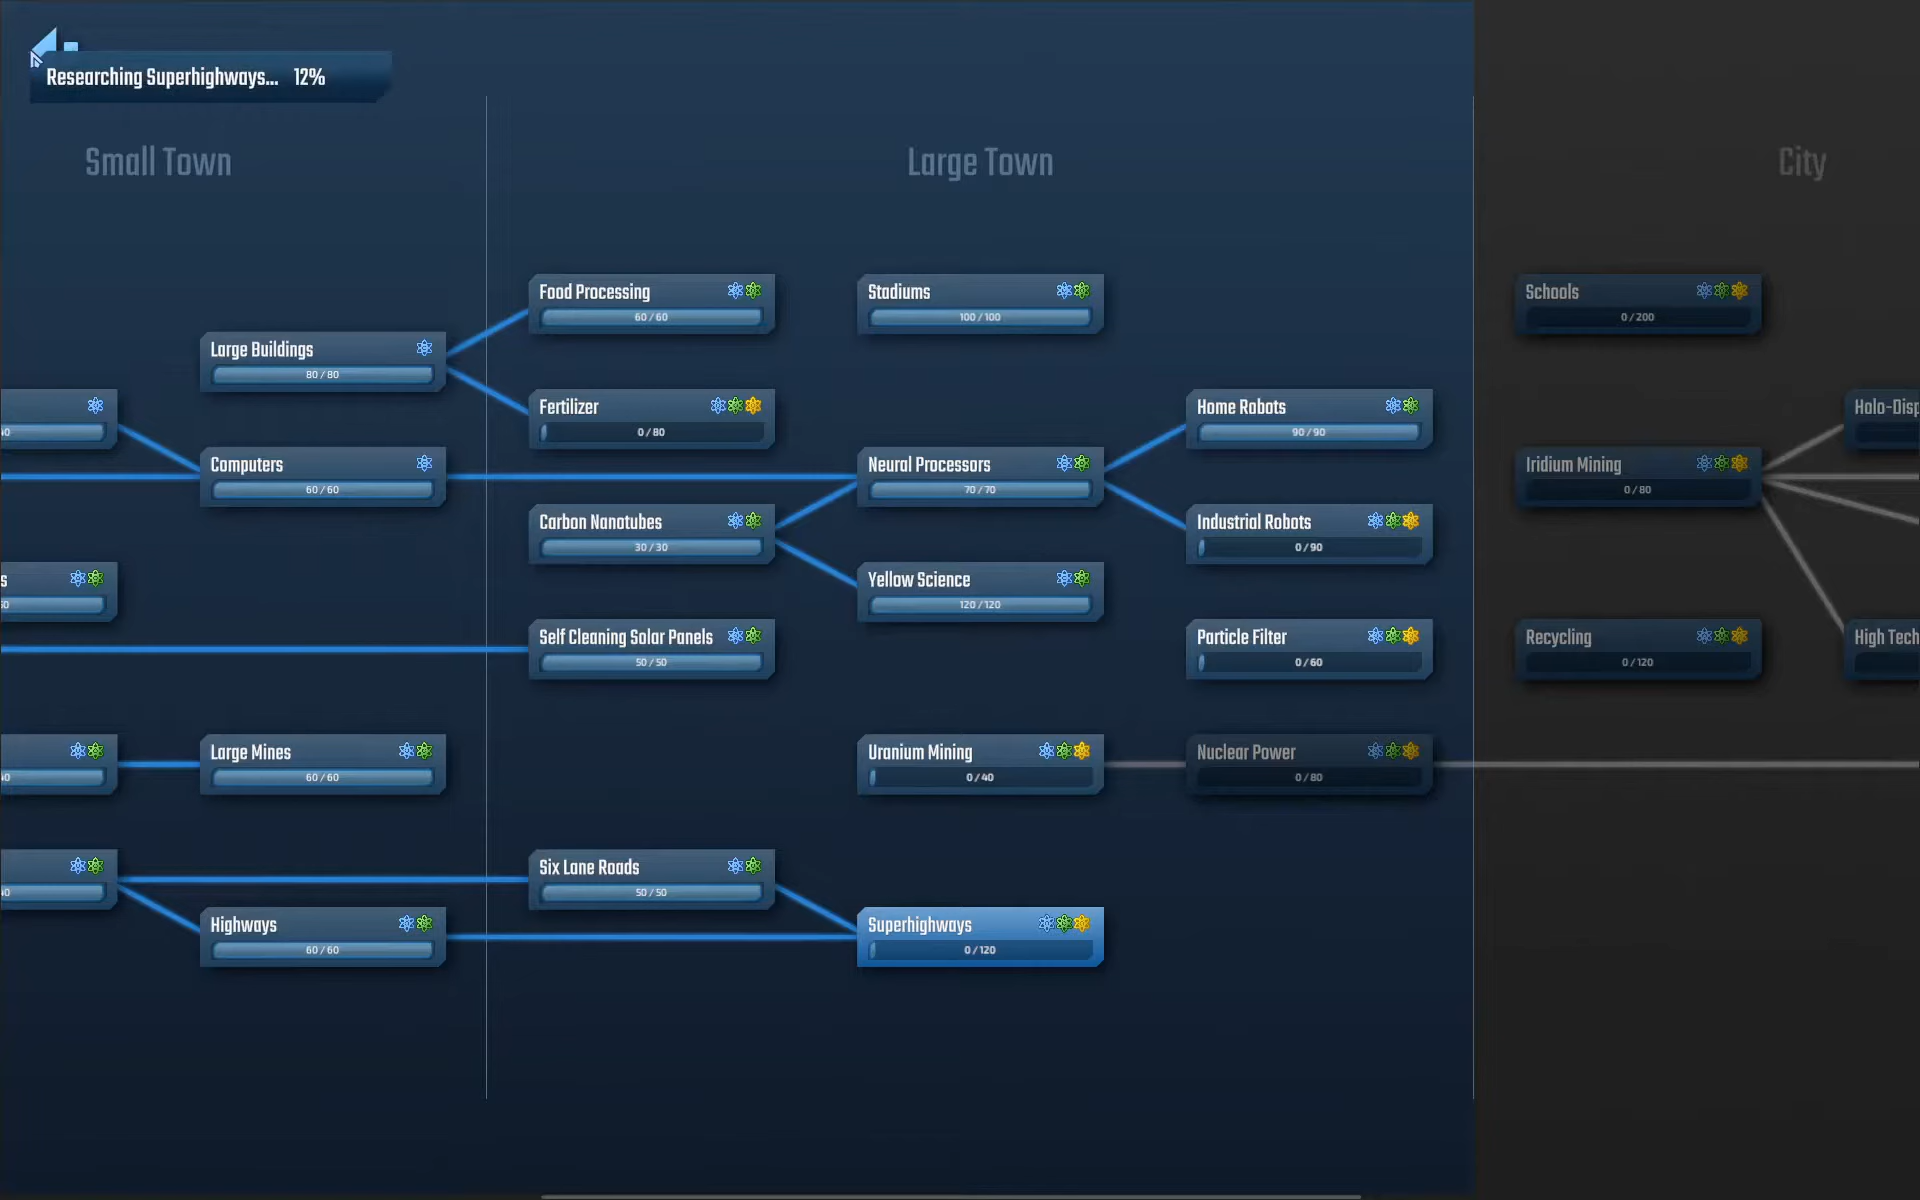 Researching Superhighways... 12%
Small Town
Large Town
City
Food Processing
60/60
Stadiums
100/100
Schools
0/200
Large Buildings
80/80
Fertilizer
0/80
Home Robots
90/90
Computers
60/60
Neural Processors
70/70
Iridium Mining
0/80
Carbon Nanotubes
30/30
Industrial Robots
0/90
Yellow Science
120/120
Self Cleaning Solar Panels
50/50
Particle Filter
0/60
Recycling
0/120
High Tech
Large Mines
60/60
Uranium Mining
0/40
Nuclear Power
0/80
Six Lane Roads
50/50
Highways
60/60
Superhighways
0/120